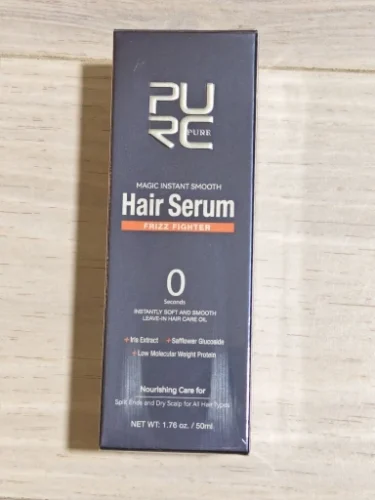 PU
RC PURE
MAGIC INSTANT SMOOTH
Hair Serum
FRIZZ FIGHTER
0
Seconds
INSTANTLY SOFT AND SMOOTH
LEAVE-IN HAIR CARE OIL
+Iris Extract +Safflower Glucoside
+Low Molecular Weight Protein
Nourishing Care for
Split Ends and Dry Scalp for All Hair Types
NET WT: 1.76 oz. / 50ml